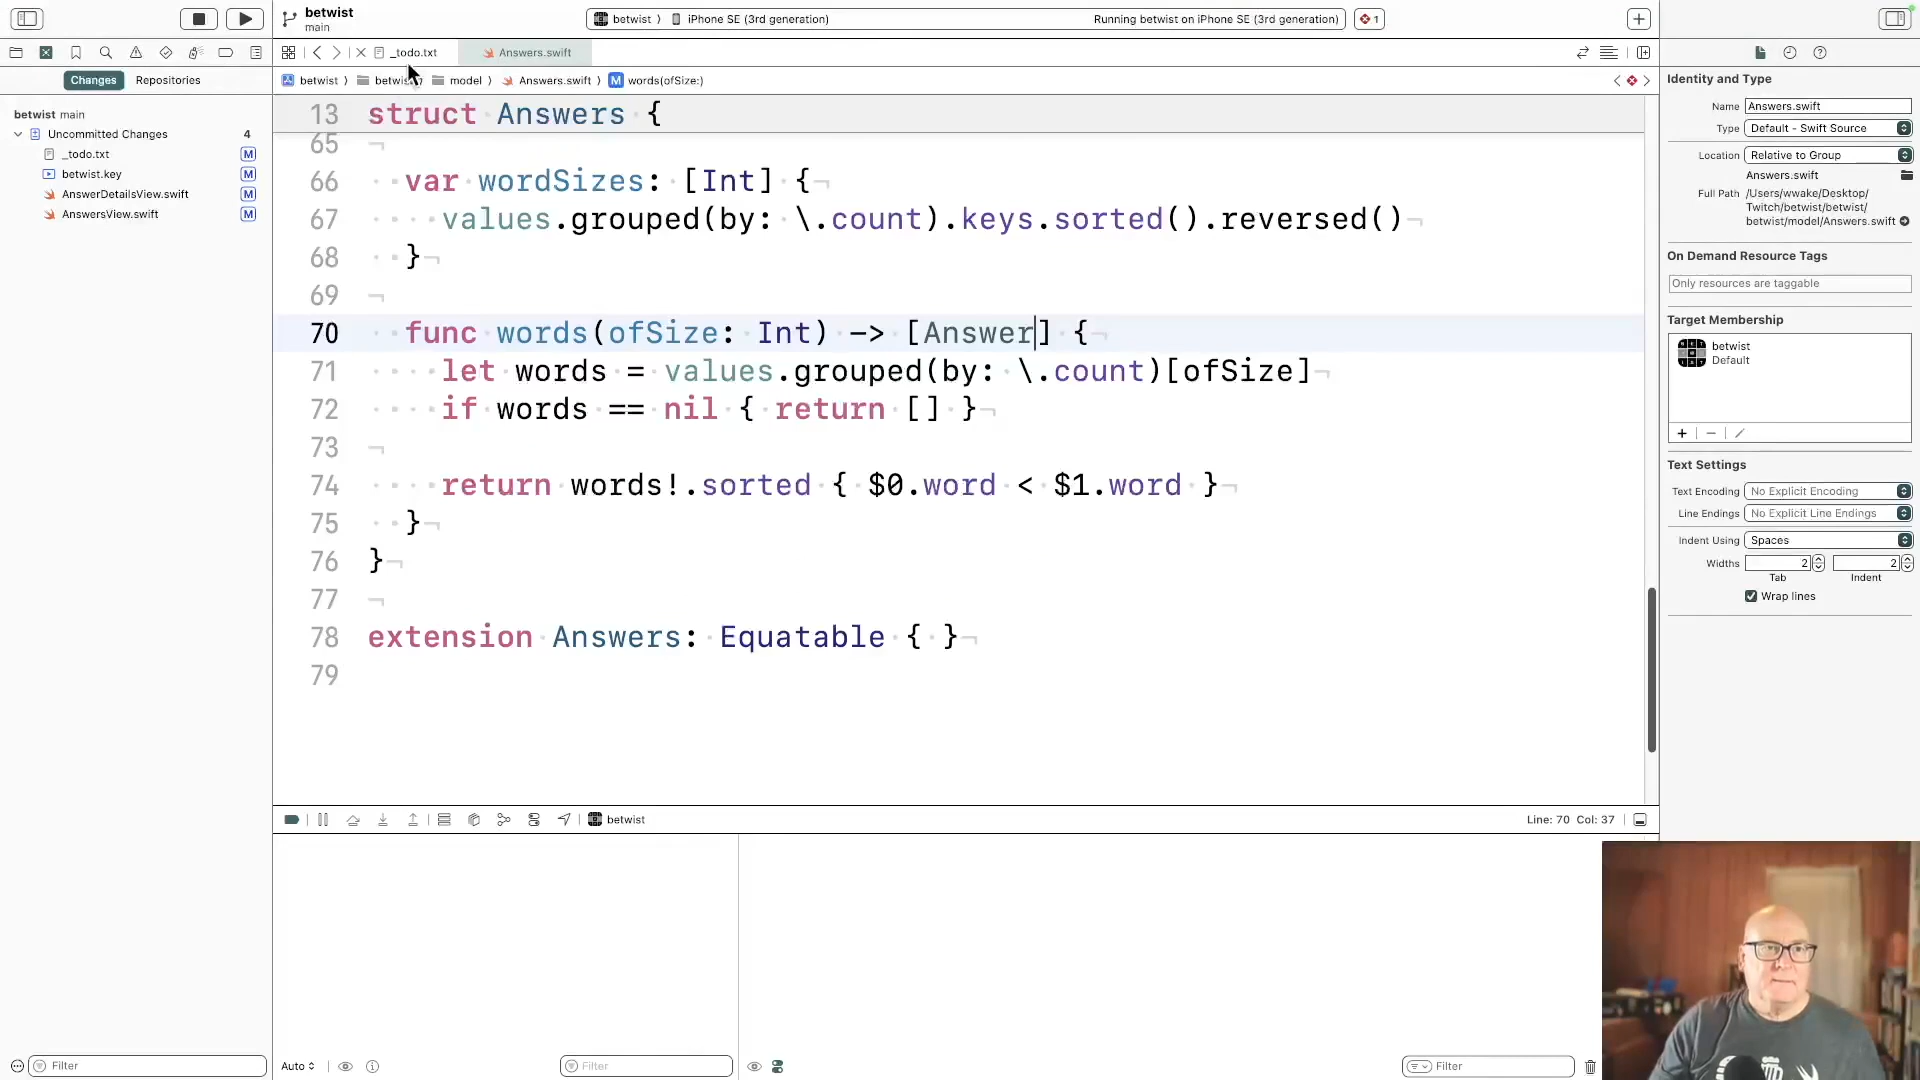 betwist
main
betwist ⟩ iPhone SE (3rd generation)
Running betwist on iPhone SE (3rd generation)
1
_todo.txt
Answers.swift
Changes
Repositories
betwist ⟩ betwist ⟩ model ⟩ Answers.swift ⟩ M words(ofSize:)
betwist main
Uncommitted Changes 4
_todo.txt M
betwist.key M
AnswerDetailsView.swift M
AnswersView.swift M
13 struct Answers {
65
66 var wordSizes: [Int] {
67 values.grouped(by: \.count).keys.sorted().reversed()
68 }
69
70 func words(ofSize: Int) -> [Answer] {
71 let words = values.grouped(by: \.count)[ofSize]
72 if words == nil { return [] }
73
74 return words!.sorted { $0.word < $1.word }
75 }
76 }
77
78 extension Answers: Equatable { }
79
betwist
Line: 70 Col: 37
Auto
Filter
Filter
Filter
Identity and Type
Name Answers.swift
Type Default - Swift Source
Location Relative to Group
Answers.swift
Full Path /Users/wwake/Desktop/
Twitch/betwist/betwist/
betwist/model/Answers.swift
On Demand Resource Tags
Only resources are taggable
Target Membership
betwist
Default
Text Settings
Text Encoding No Explicit Encoding
Line Endings No Explicit Line Endings
Indent Using Spaces
Widths 2 2
Tab Indent
Wrap lines